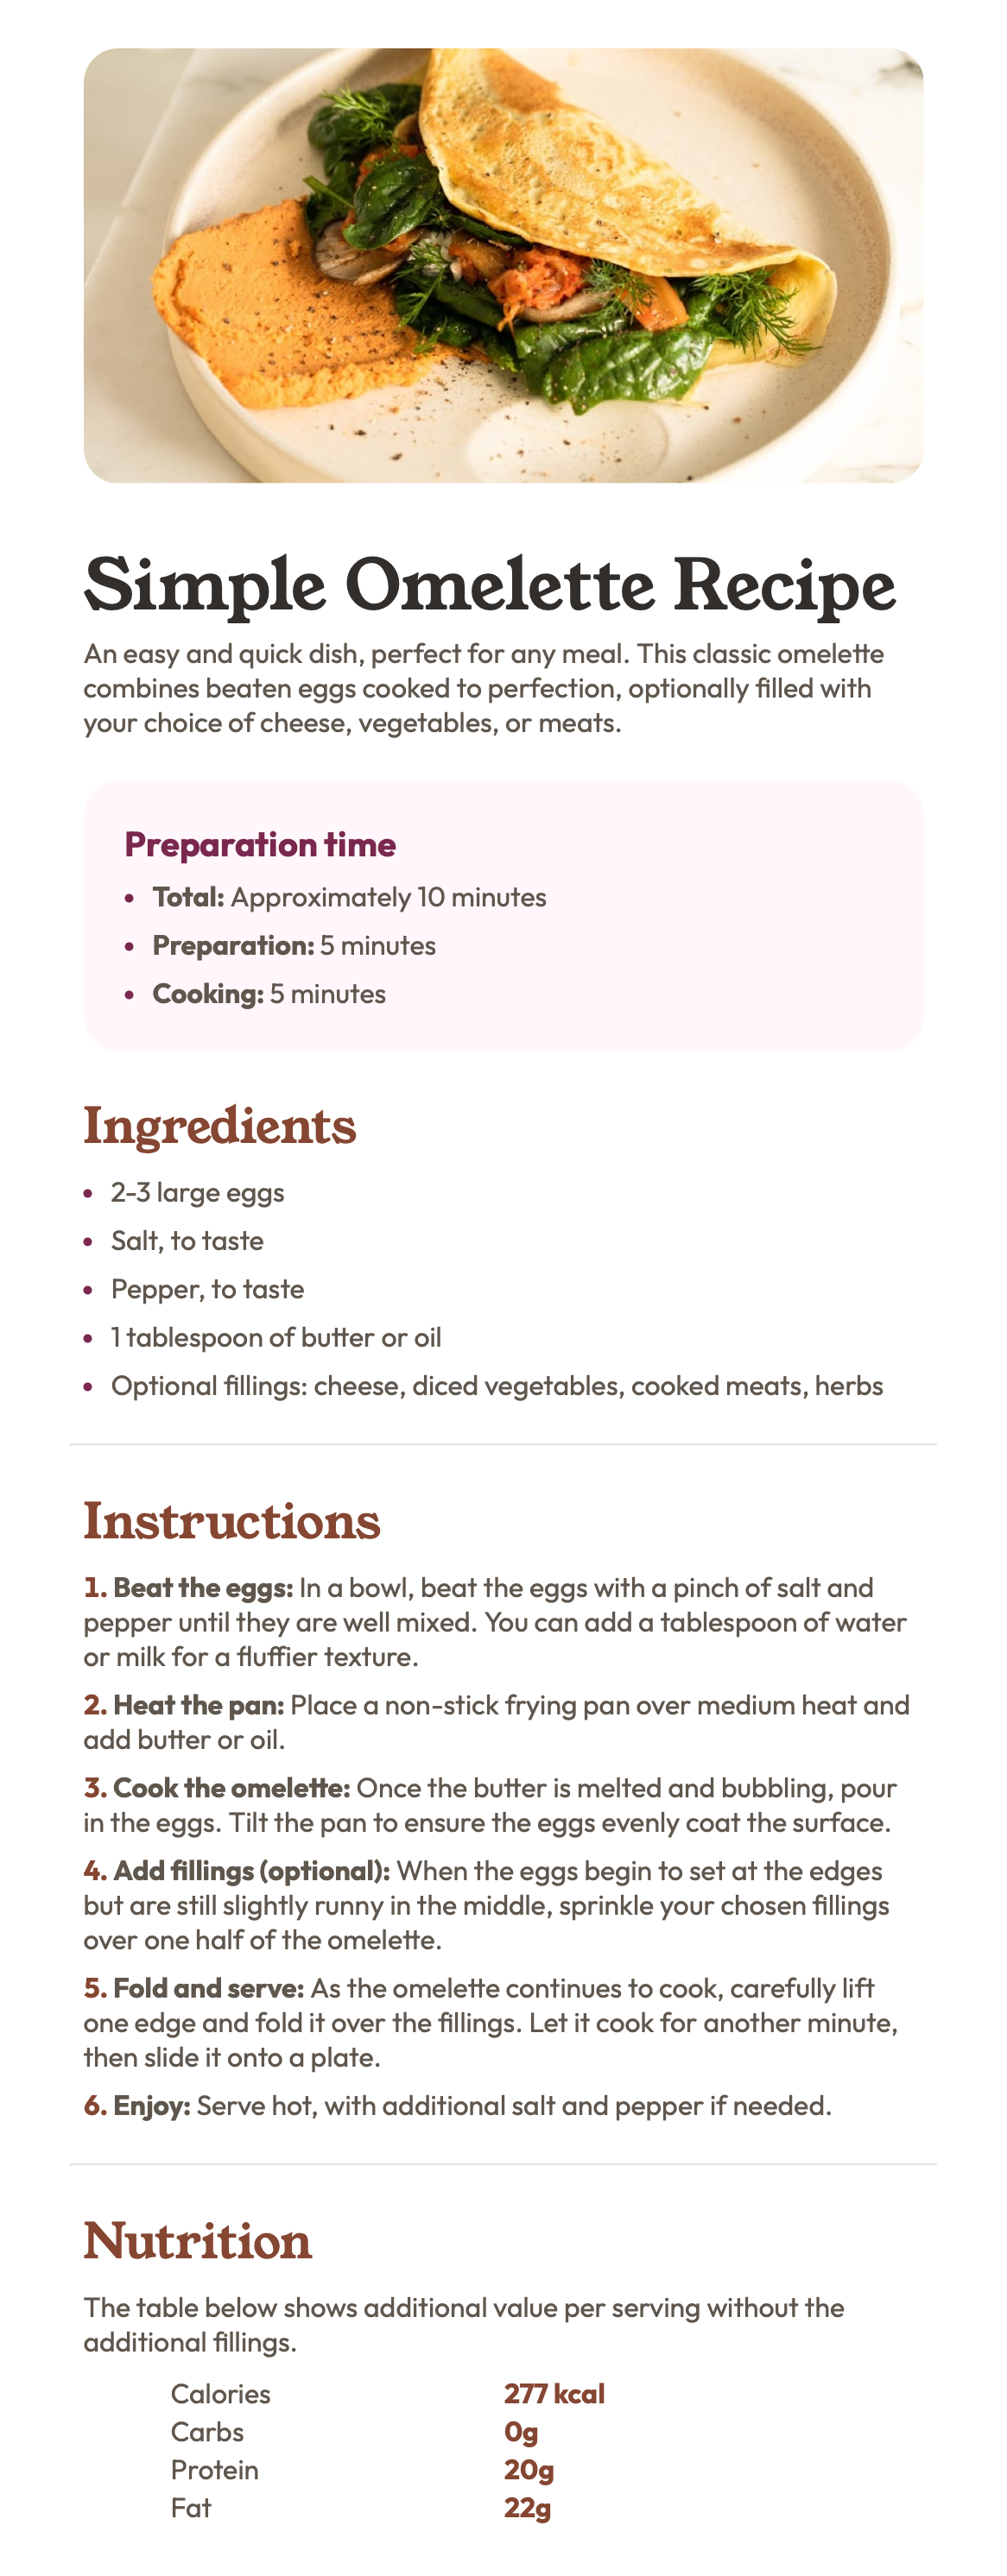 Simple Omelette Recipe
An easy and quick dish, perfect for any meal. This classic omelette
combines beaten eggs cooked to perfection, optionally filled with
your choice of cheese, vegetables, or meats.
Preparation time
• Total: Approximately 10 minutes
• Preparation: 5 minutes
• Cooking: 5 minutes
Ingredients
• 2-3 large eggs
• Salt, to taste
• Pepper, to taste
• 1 tablespoon of butter or oil
• Optional fillings: cheese, diced vegetables, cooked meats, herbs
Instructions
1. Beat the eggs: In a bowl, beat the eggs with a pinch of salt and
pepper until they are well mixed. You can add a tablespoon of water
or milk for a fluffier texture.
2. Heat the pan: Place a non-stick frying pan over medium heat and
add butter or oil.
3. Cook the omelette: Once the butter is melted and bubbling, pour
in the eggs. Tilt the pan to ensure the eggs evenly coat the surface.
4. Add fillings (optional): When the eggs begin to set at the edges
but are still slightly runny in the middle, sprinkle your chosen fillings
over one half of the omelette.
5. Fold and serve: As the omelette continues to cook, carefully lift
one edge and fold it over the fillings. Let it cook for another minute,
then slide it onto a plate.
6. Enjoy: Serve hot, with additional salt and pepper if needed.
Nutrition
The table below shows additional value per serving without the
additional fillings.
Calories 277 kcal
Carbs 0g
Protein 20g
Fat 22g